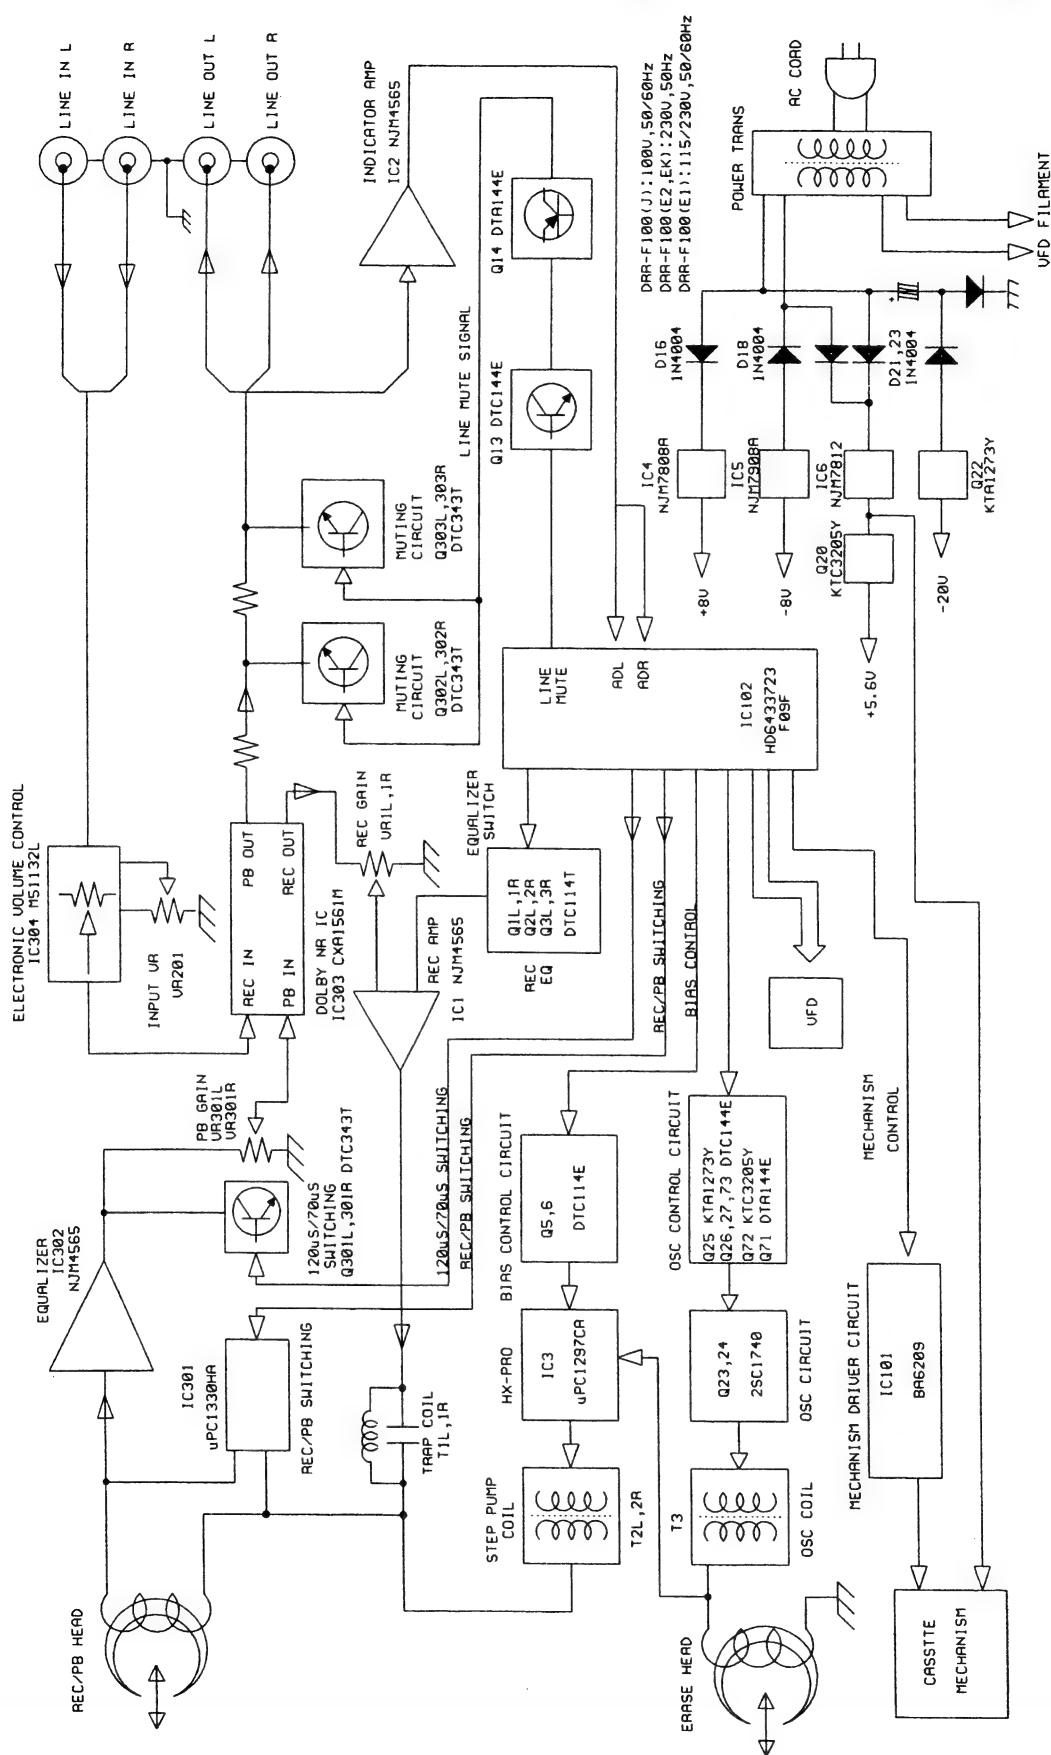 REC/PB HEAD
EQUALIZER
IC302
NJM4565
IC301
uPC1330HA
REC/PB SWITCHING
120uS/70uS
SWITCHING
Q301L,301R DTC343T
PB GAIN
VR301L
VR301R
ELECTRONIC VOLUME CONTROL
IC304 M51132L
INPUT VR
VR201
REC IN
PB IN
PB OUT
REC OUT
DOLBY NR IC
IC303 CXA1561M
REC GAIN
VR1L,1R
REC AMP
IC1 NJM4565
TRAP COIL
T1L,1R
120uS/70uS SWITCHING
REC/PB SWITCHING
MUTING
CIRCUIT
Q302L,302R
DTC343T
MUTING
CIRCUIT
Q303L,303R
DTC343T
LINE IN L
LINE IN R
LINE OUT L
LINE OUT R
INDICATOR AMP
IC2 NJM4565
LINE MUTE SIGNAL
Q13 DTC144E
Q14 DTA144E
EQUALIZER
SWITCH
REC
EQ
Q1L,1R
Q2L,2R
Q3L,3R
DTC114T
LINE
MUTE
ADL
ADR
IC102
HD6433723
F09F
REC/PB SWITCHING
BIAS CONTROL
STEP PUMP
COIL
T2L,2R
HX-PRO
IC3
uPC1297CA
BIAS CONTROL CIRCUIT
Q5,6
DTC114E
ERASE HEAD
T3
OSC COIL
Q23,24
2SC1740
OSC CIRCUIT
OSC CONTROL CIRCUIT
Q25 KTA1273Y
Q26,27,73 DTC144E
Q72 KTC3205Y
Q71 DTA144E
VFD
MECHANISM
CONTROL
MECHANISM DRIVER CIRCUIT
IC101
BA6209
CASSTTE
MECHANISM
DRR-F100(J):100V,50/60Hz
DRR-F100(E2,EK):230V,50Hz
DRR-F100(E1):115/230V,50/60Hz
POWER TRANS
AC CORD
VFD FILAMENT
D16
1N4004
D18
1N4004
D21,23
1N4004
IC4
NJM7808A
IC5
NJM7908A
IC6
NJM7812
Q20
KTC3205Y
Q22
KTA1273Y
+8V
-8V
+5.6V
-20V
+